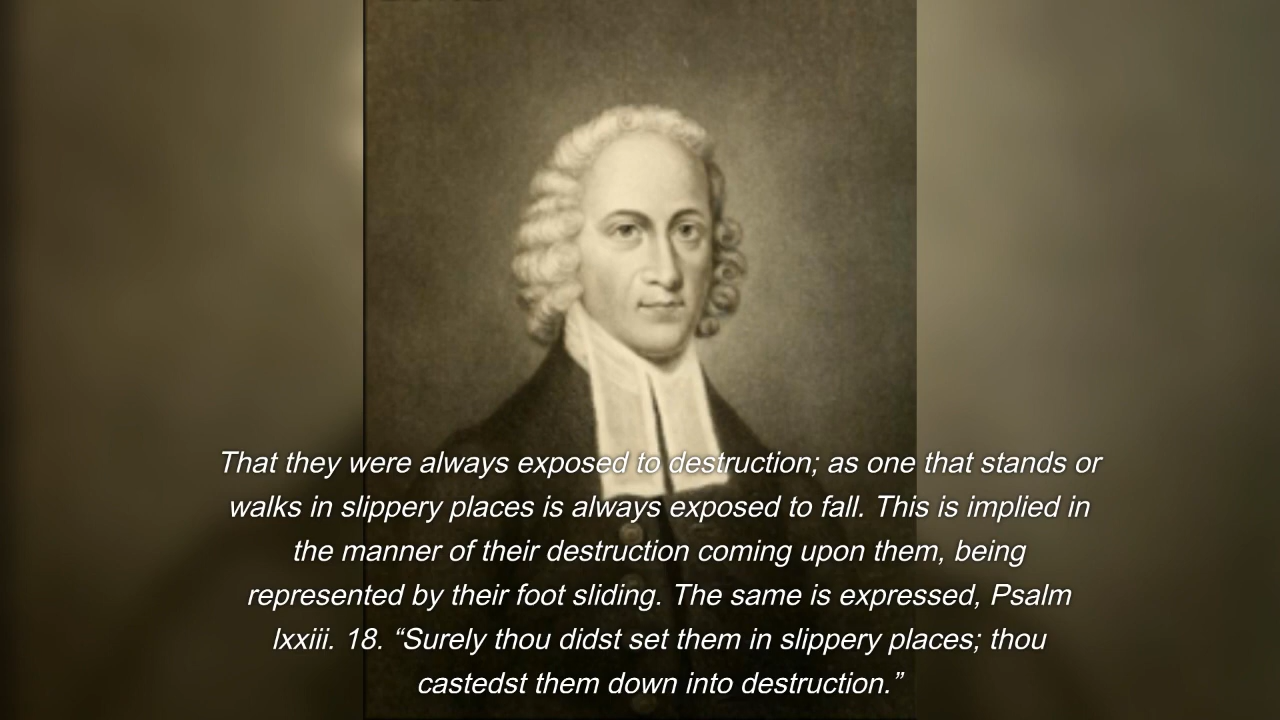 That they were always exposed to destruction; as one that stands or
walks in slippery places is always exposed to fall. This is implied in
the manner of their destruction coming upon them, being
represented by their foot sliding. The same is expressed, Psalm
lxxiii. 18. “Surely thou didst set them in slippery places; thou
castedst them down into destruction.”